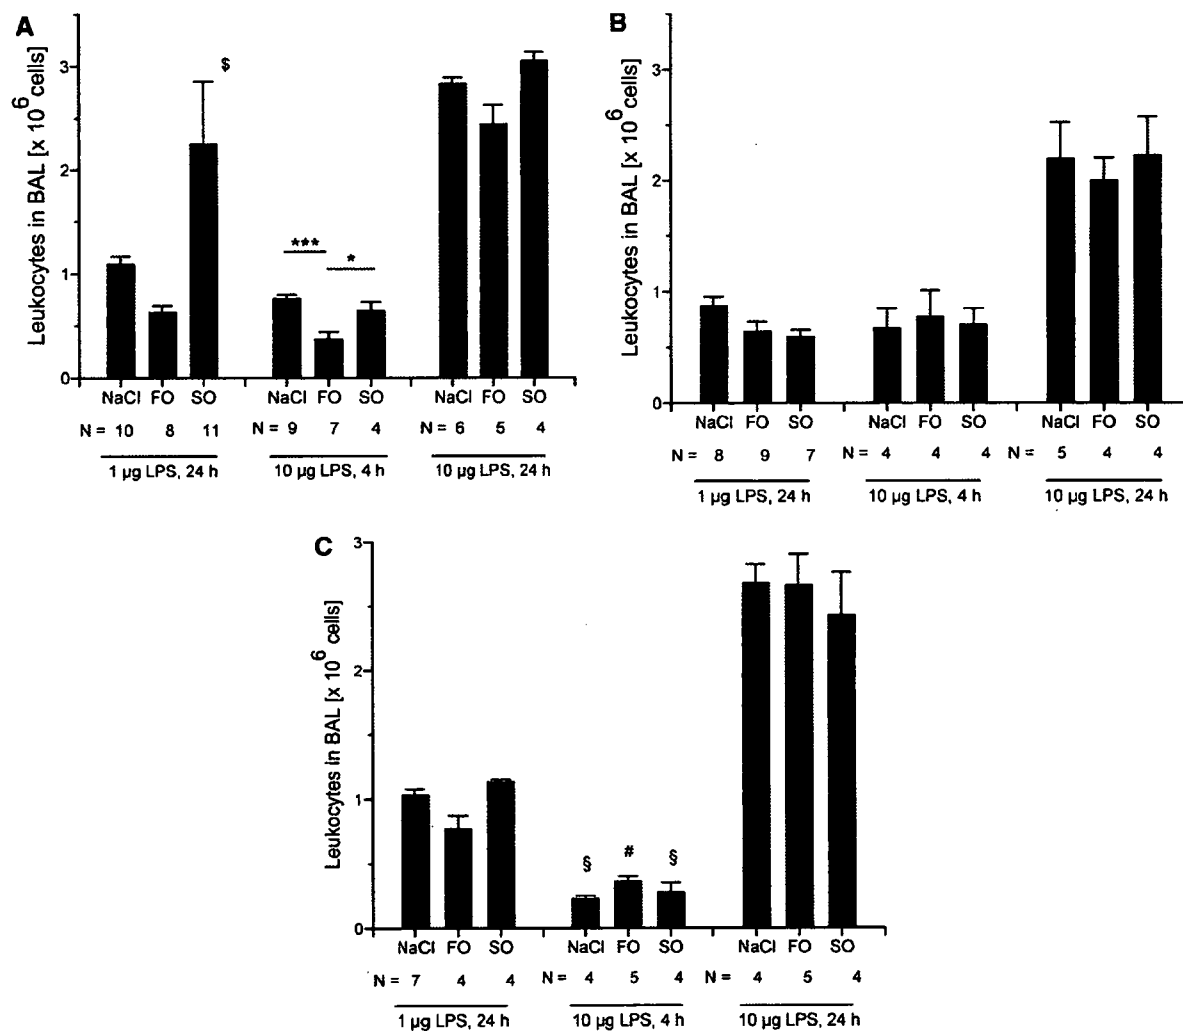 A
Leukocytes in BAL [x 10^6 cells]
3
2
1
0
$
***
*
NaCl FO SO NaCl FO SO NaCl FO SO
N = 10 8 11 N = 9 7 4 N = 6 5 4
1 µg LPS, 24 h 10 µg LPS, 4 h 10 µg LPS, 24 h
B
Leukocytes in BAL [x 10^6 cells]
3
2
1
0
NaCl FO SO NaCl FO SO NaCl FO SO
N = 8 9 7 N = 4 4 4 N = 5 4 4
1 µg LPS, 24 h 10 µg LPS, 4 h 10 µg LPS, 24 h
C
Leukocytes in BAL [x 10^6 cells]
3
2
1
0
§ # §
NaCl FO SO NaCl FO SO NaCl FO SO
N = 7 4 4 N = 4 5 4 N = 4 5 4
1 µg LPS, 24 h 10 µg LPS, 4 h 10 µg LPS, 24 h